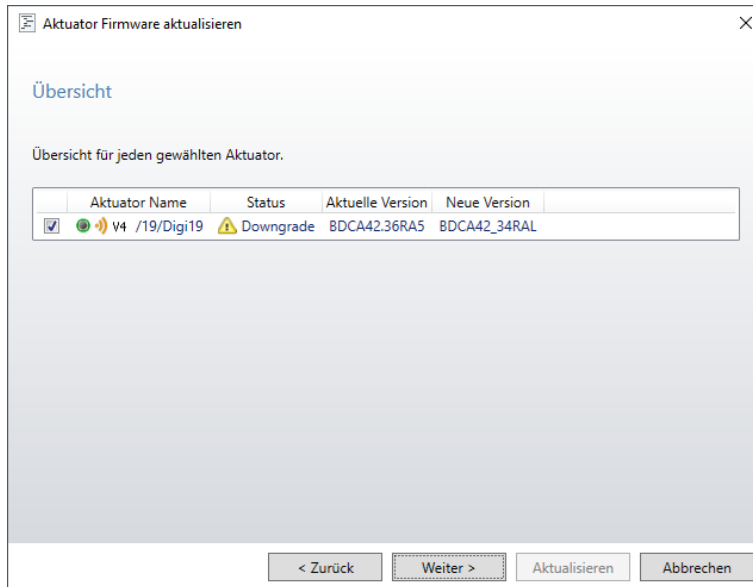 Aktuator Firmware aktualisieren
Übersicht
Übersicht für jeden gewählten Aktuator.
Aktuator Name Status Aktuelle Version Neue Version
V4 /19/Digi19 Downgrade BDCA42.36RA5 BDCA42_34RAL
< Zurück Weiter > Aktualisieren Abbrechen